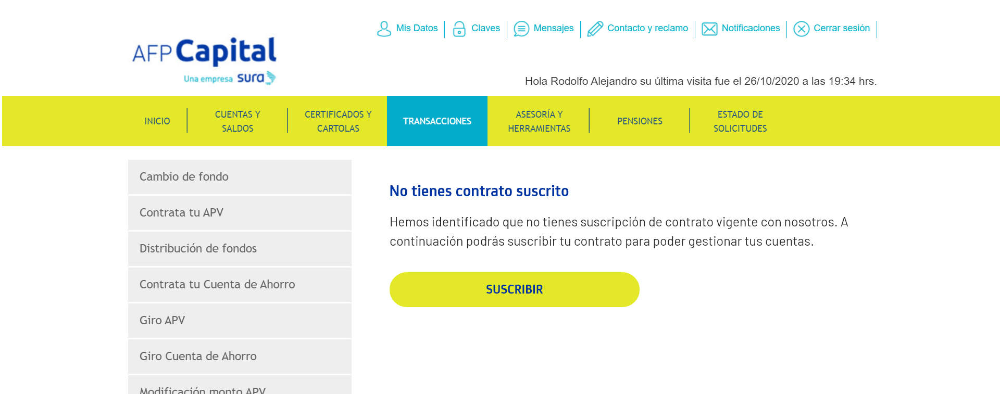 Mis Datos
Claves
Mensajes
Contacto y reclamo
Notificaciones
Cerrar sesión
AFP Capital
Una empresa sura
Hola Rodolfo Alejandro su última visita fue el 26/10/2020 a las 19:34 hrs.
INICIO
CUENTAS Y
SALDOS
CERTIFICADOS Y
CARTOLAS
TRANSACCIONES
ASESORÍA Y
HERRAMIENTAS
PENSIONES
ESTADO DE
SOLICITUDES
Cambio de fondo
Contrata tu APV
Distribución de fondos
Contrata tu Cuenta de Ahorro
Giro APV
Giro Cuenta de Ahorro
Modificación monto APV
No tienes contrato suscrito
Hemos identificado que no tienes suscripción de contrato vigente con nosotros. A
continuación podrás suscribir tu contrato para poder gestionar tus cuentas.
SUSCRIBIR